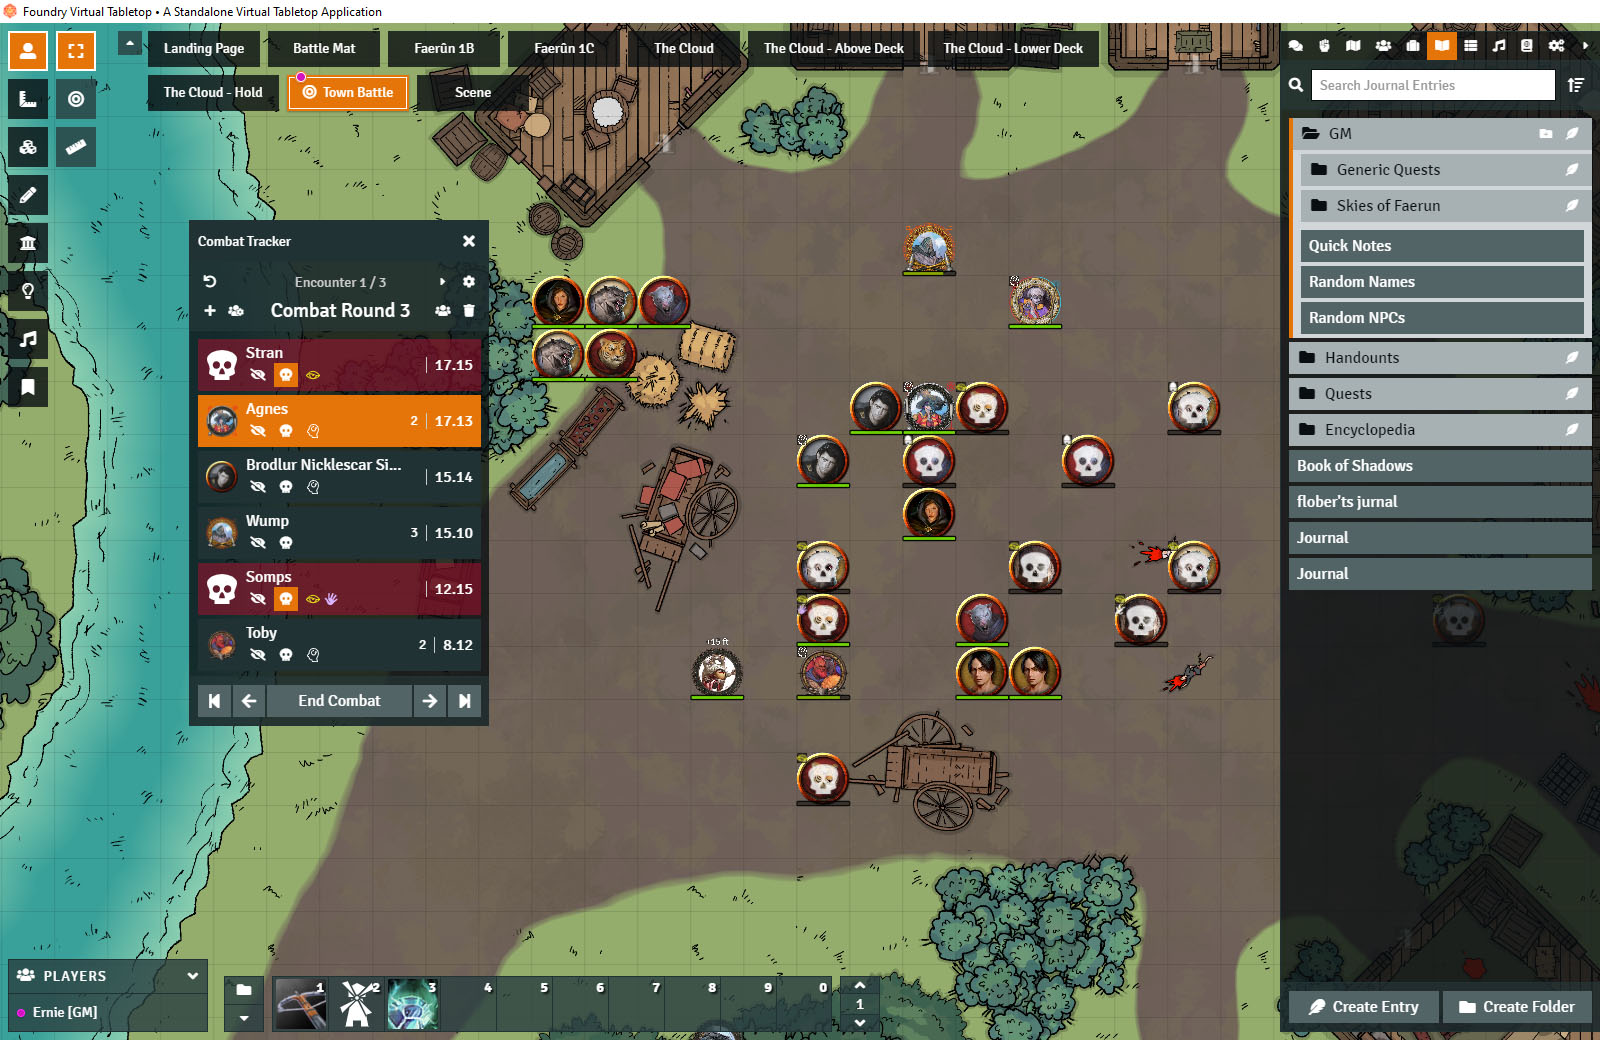 Foundry Virtual Tabletop • A Standalone Virtual Tabletop Application
Landing Page
Battle Mat
Faerûn 1B
Faerûn 1C
The Cloud
The Cloud - Above Deck
The Cloud - Lower Deck
The Cloud - Hold
Town Battle
Scene
Combat Tracker
Encounter 1 / 3
Combat Round 3
Stran
17.15
Agnes
2 17.13
Brodlur Nicklescar Si...
15.14
Wump
3 15.10
Somps
12.15
Toby
2 8.12
End Combat
+15 ft
Search Journal Entries
GM
Generic Quests
Skies of Faerun
Quick Notes
Random Names
Random NPCs
Handounts
Quests
Encyclopedia
Book of Shadows
flober'ts jurnal
Journal
Journal
Create Entry
Create Folder
PLAYERS
Ernie [GM]
1 2 3 4 5 6 7 8 9 0
1